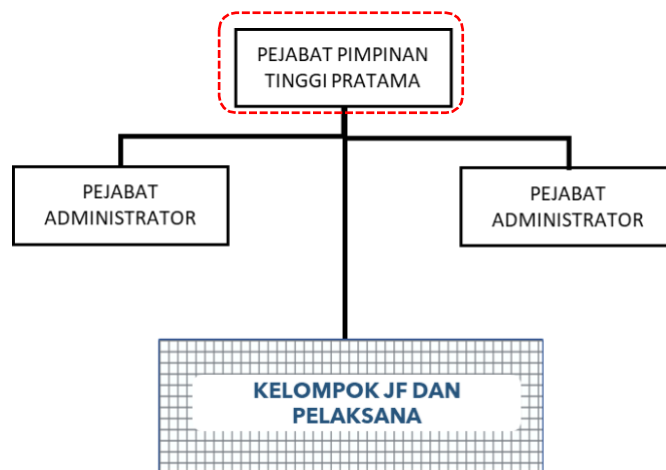 PEJABAT PIMPINAN
TINGGI PRATAMA
PEJABAT
ADMINISTRATOR
PEJABAT
ADMINISTRATOR
KELOMPOK JF DAN
PELAKSANA